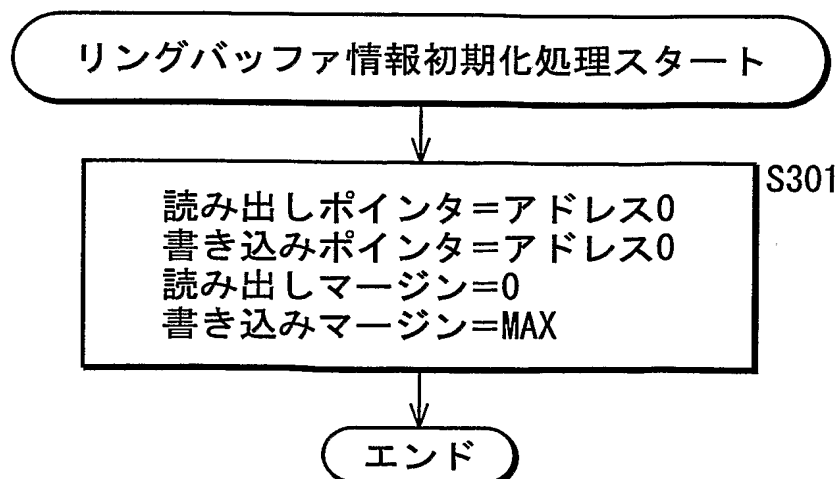 リングバッファ情報初期化処理スタート
S301
読み出しポインタ=アドレス0
書き込みポインタ=アドレス0
読み出しマージン=0
書き込みマージン=MAX
エンド